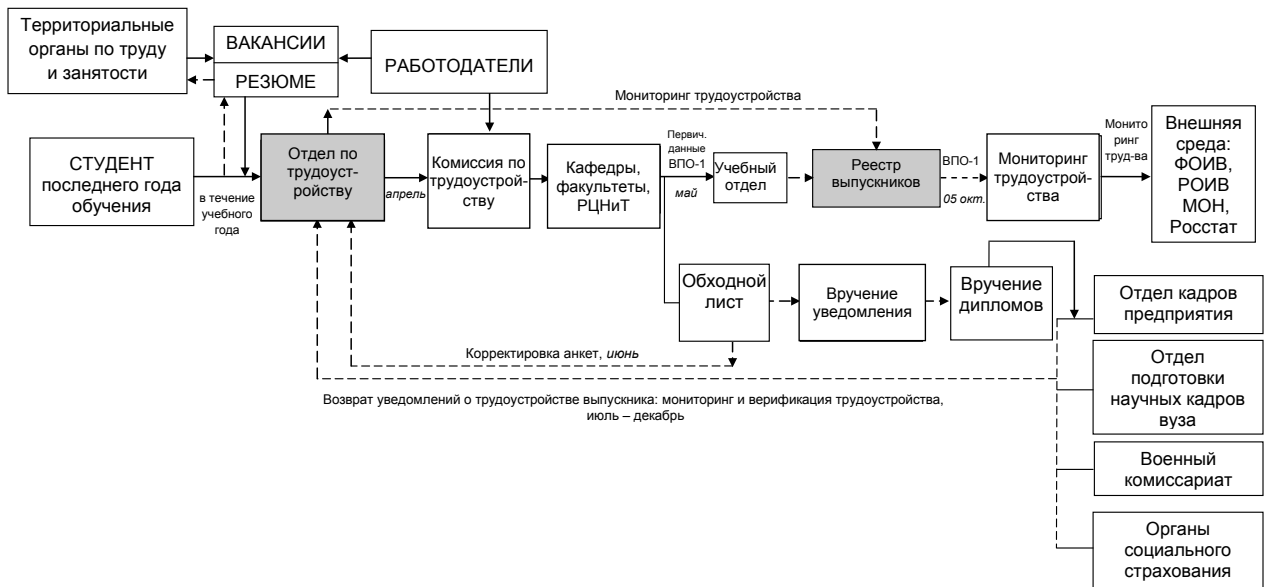 Территориальные
органы по труду
и занятости
ВАКАНСИИ
РЕЗЮМЕ
РАБОТОДАТЕЛИ
Мониторинг трудоустройства
СТУДЕНТ
последнего года
обучения
в течение
учебного
года
Отдел по
трудоуст-
ройству
апрель
Комиссия по
трудоустрой-
ству
Кафедры,
факультеты,
РЦНиТ
Первич.
данные
ВПО-1
май
Учебный
отдел
Реестр
выпускников
ВПО-1
05 окт.
Мониторинг
трудоустрой-
ства
Монито
ринг
труд-ва
Внешняя
среда:
ФОИВ,
РОИВ
МОН,
Росстат
Обходной
лист
Вручение
уведомления
Вручение
дипломов
Отдел кадров
предприятия
Корректировка анкет, июнь
Возврат уведомлений о трудоустройстве выпускника: мониторинг и верификация трудоустройства,
июль – декабрь
Отдел
подготовки
научных кадров
вуза
Военный
комиссариат
Органы
социального
страхования